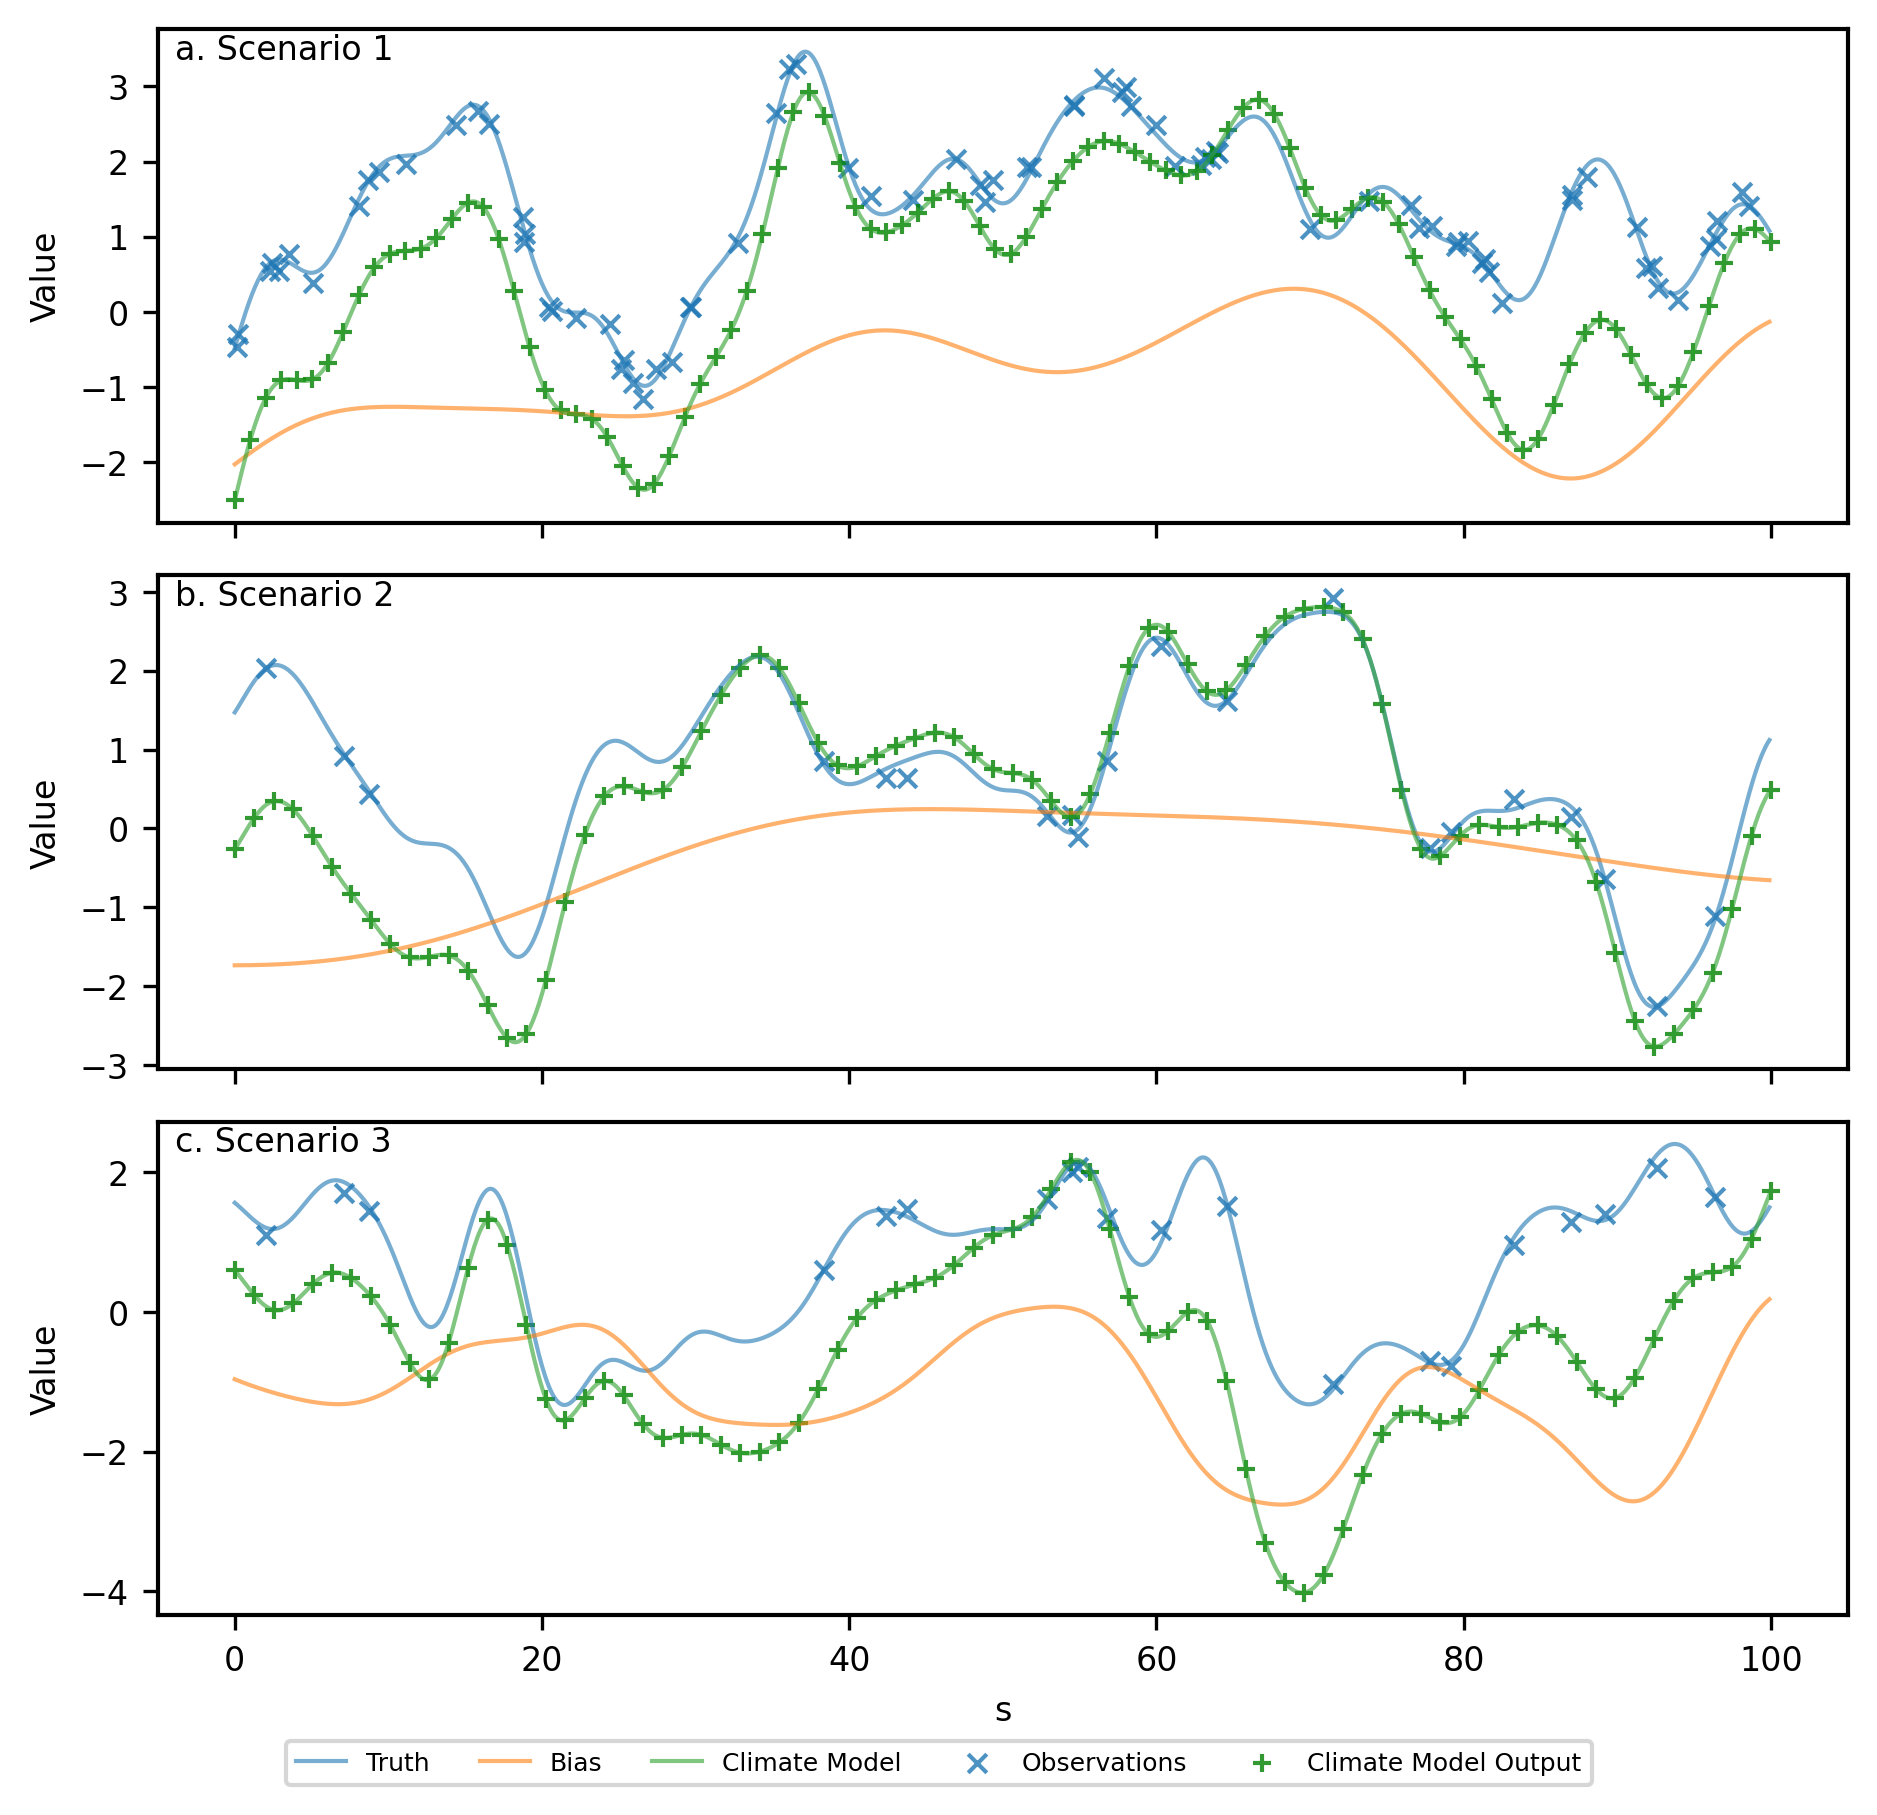 a. Scenario 1
Value
3
2
1
0
−1
−2
b. Scenario 2
Value
3
2
1
0
−1
−2
−3
c. Scenario 3
Value
2
0
−2
−4
0 20 40 60 80 100
s
Truth Bias Climate Model Observations Climate Model Output